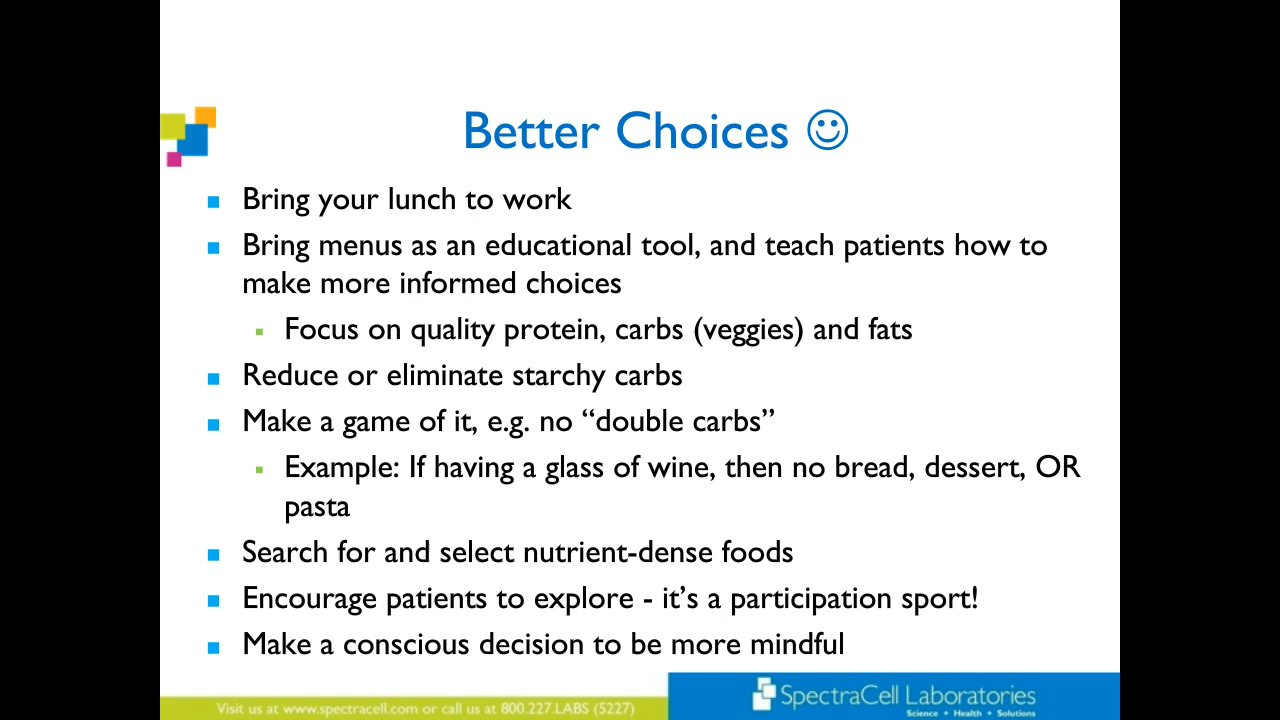 Better Choices ☺
Bring your lunch to work
Bring menus as an educational tool, and teach patients how to
make more informed choices
Focus on quality protein, carbs (veggies) and fats
Reduce or eliminate starchy carbs
Make a game of it, e.g. no “double carbs”
Example: If having a glass of wine, then no bread, dessert, OR
pasta
Search for and select nutrient-dense foods
Encourage patients to explore - it’s a participation sport!
Make a conscious decision to be more mindful
Visit us at www.spectracell.com or call us at 800.227.LABS (5227)
SpectraCell Laboratories
Science • Health • Solutions